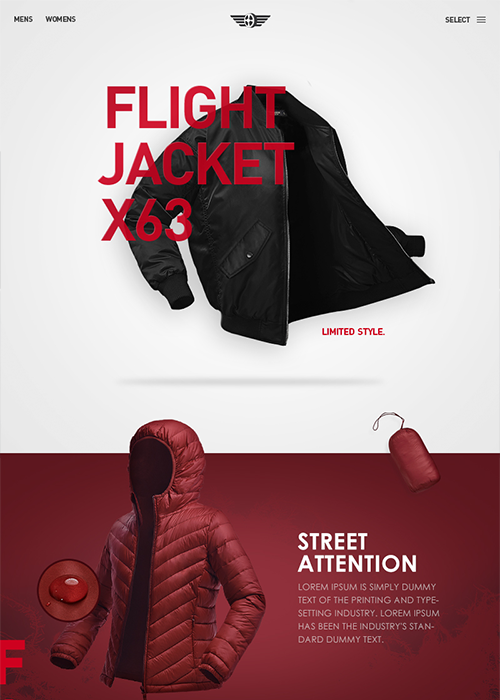 MENS WOMENS SELECT
FLIGHT
JACKET
X63
LIMITED STYLE.
STREET
ATTENTION
LOREM IPSUM IS SIMPLY DUMMY
TEXT OF THE PRINTING AND TYPE-
SETTING INDUSTRY. LOREM IPSUM
HAS BEEN THE INDUSTRY'S STAN-
DARD DUMMY TEXT.
F